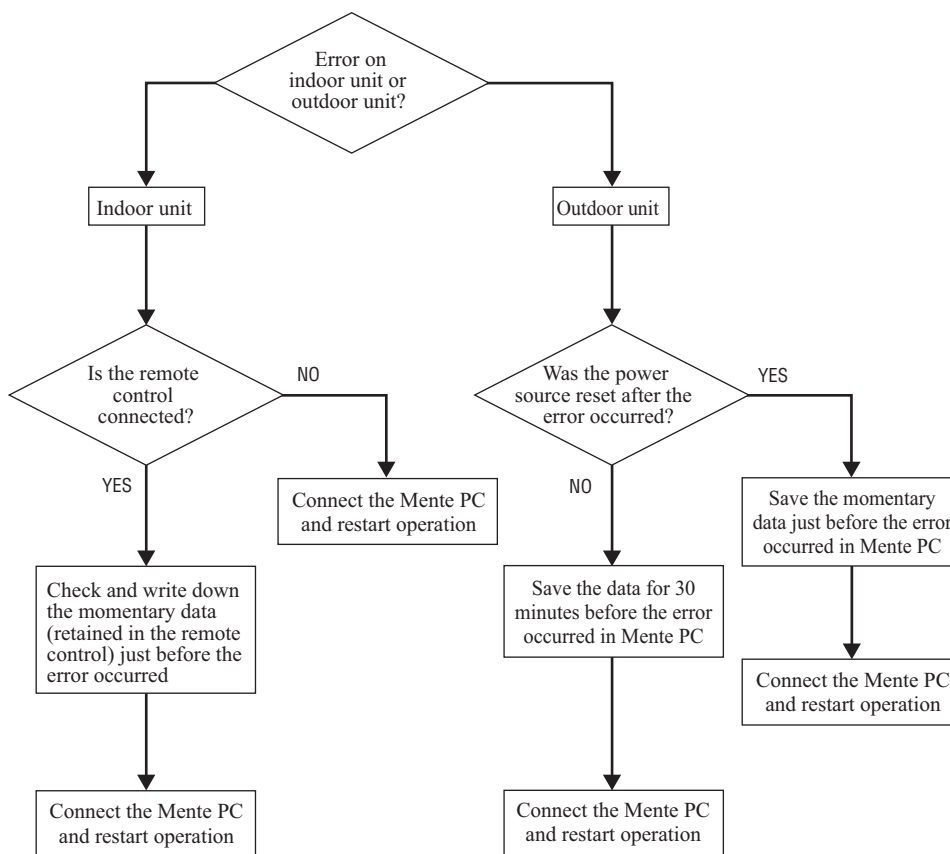 Error on
indoor unit or
outdoor unit?
Indoor unit
Outdoor unit
Is the remote
control
connected?
NO
YES
Was the power
source reset after the
error occurred?
YES
NO
Connect the Mente PC
and restart operation
Save the momentary
data just before the error
occurred in Mente PC
Check and write down
the momentary data
(retained in the remote
control) just before the
error occurred
Save the data for 30
minutes before the error
occurred in Mente PC
Connect the Mente PC
and restart operation
Connect the Mente PC
and restart operation
Connect the Mente PC
and restart operation